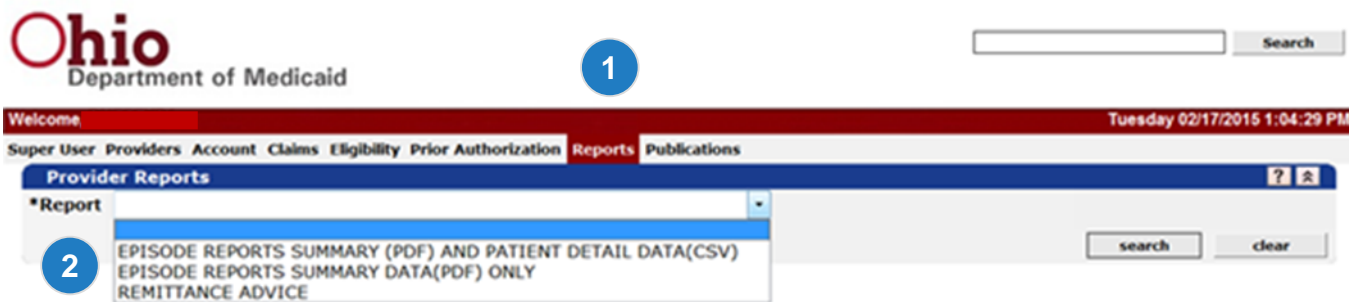 Ohio
Department of Medicaid
1
Search
Welcome,
Tuesday 02/17/2015 1:04:29 PM
Super User Providers Account Claims Eligibility Prior Authorization Reports Publications
Provider Reports
? 
*Report
EPISODE REPORTS SUMMARY (PDF) AND PATIENT DETAIL DATA(CSV)
search clear
2
EPISODE REPORTS SUMMARY DATA(PDF) ONLY
REMITTANCE ADVICE